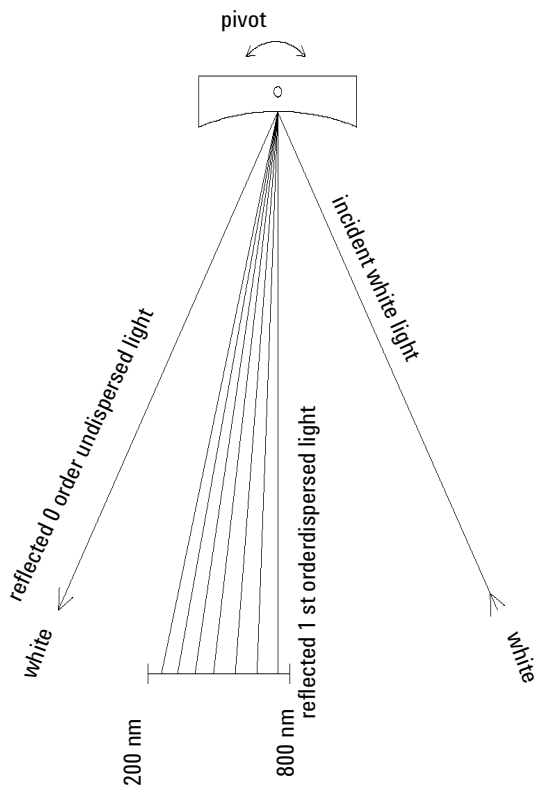 pivot
incident white light
reflected 0 order undispersed light
reflected 1 st orderdispersed light
white
white
200 nm
800 nm